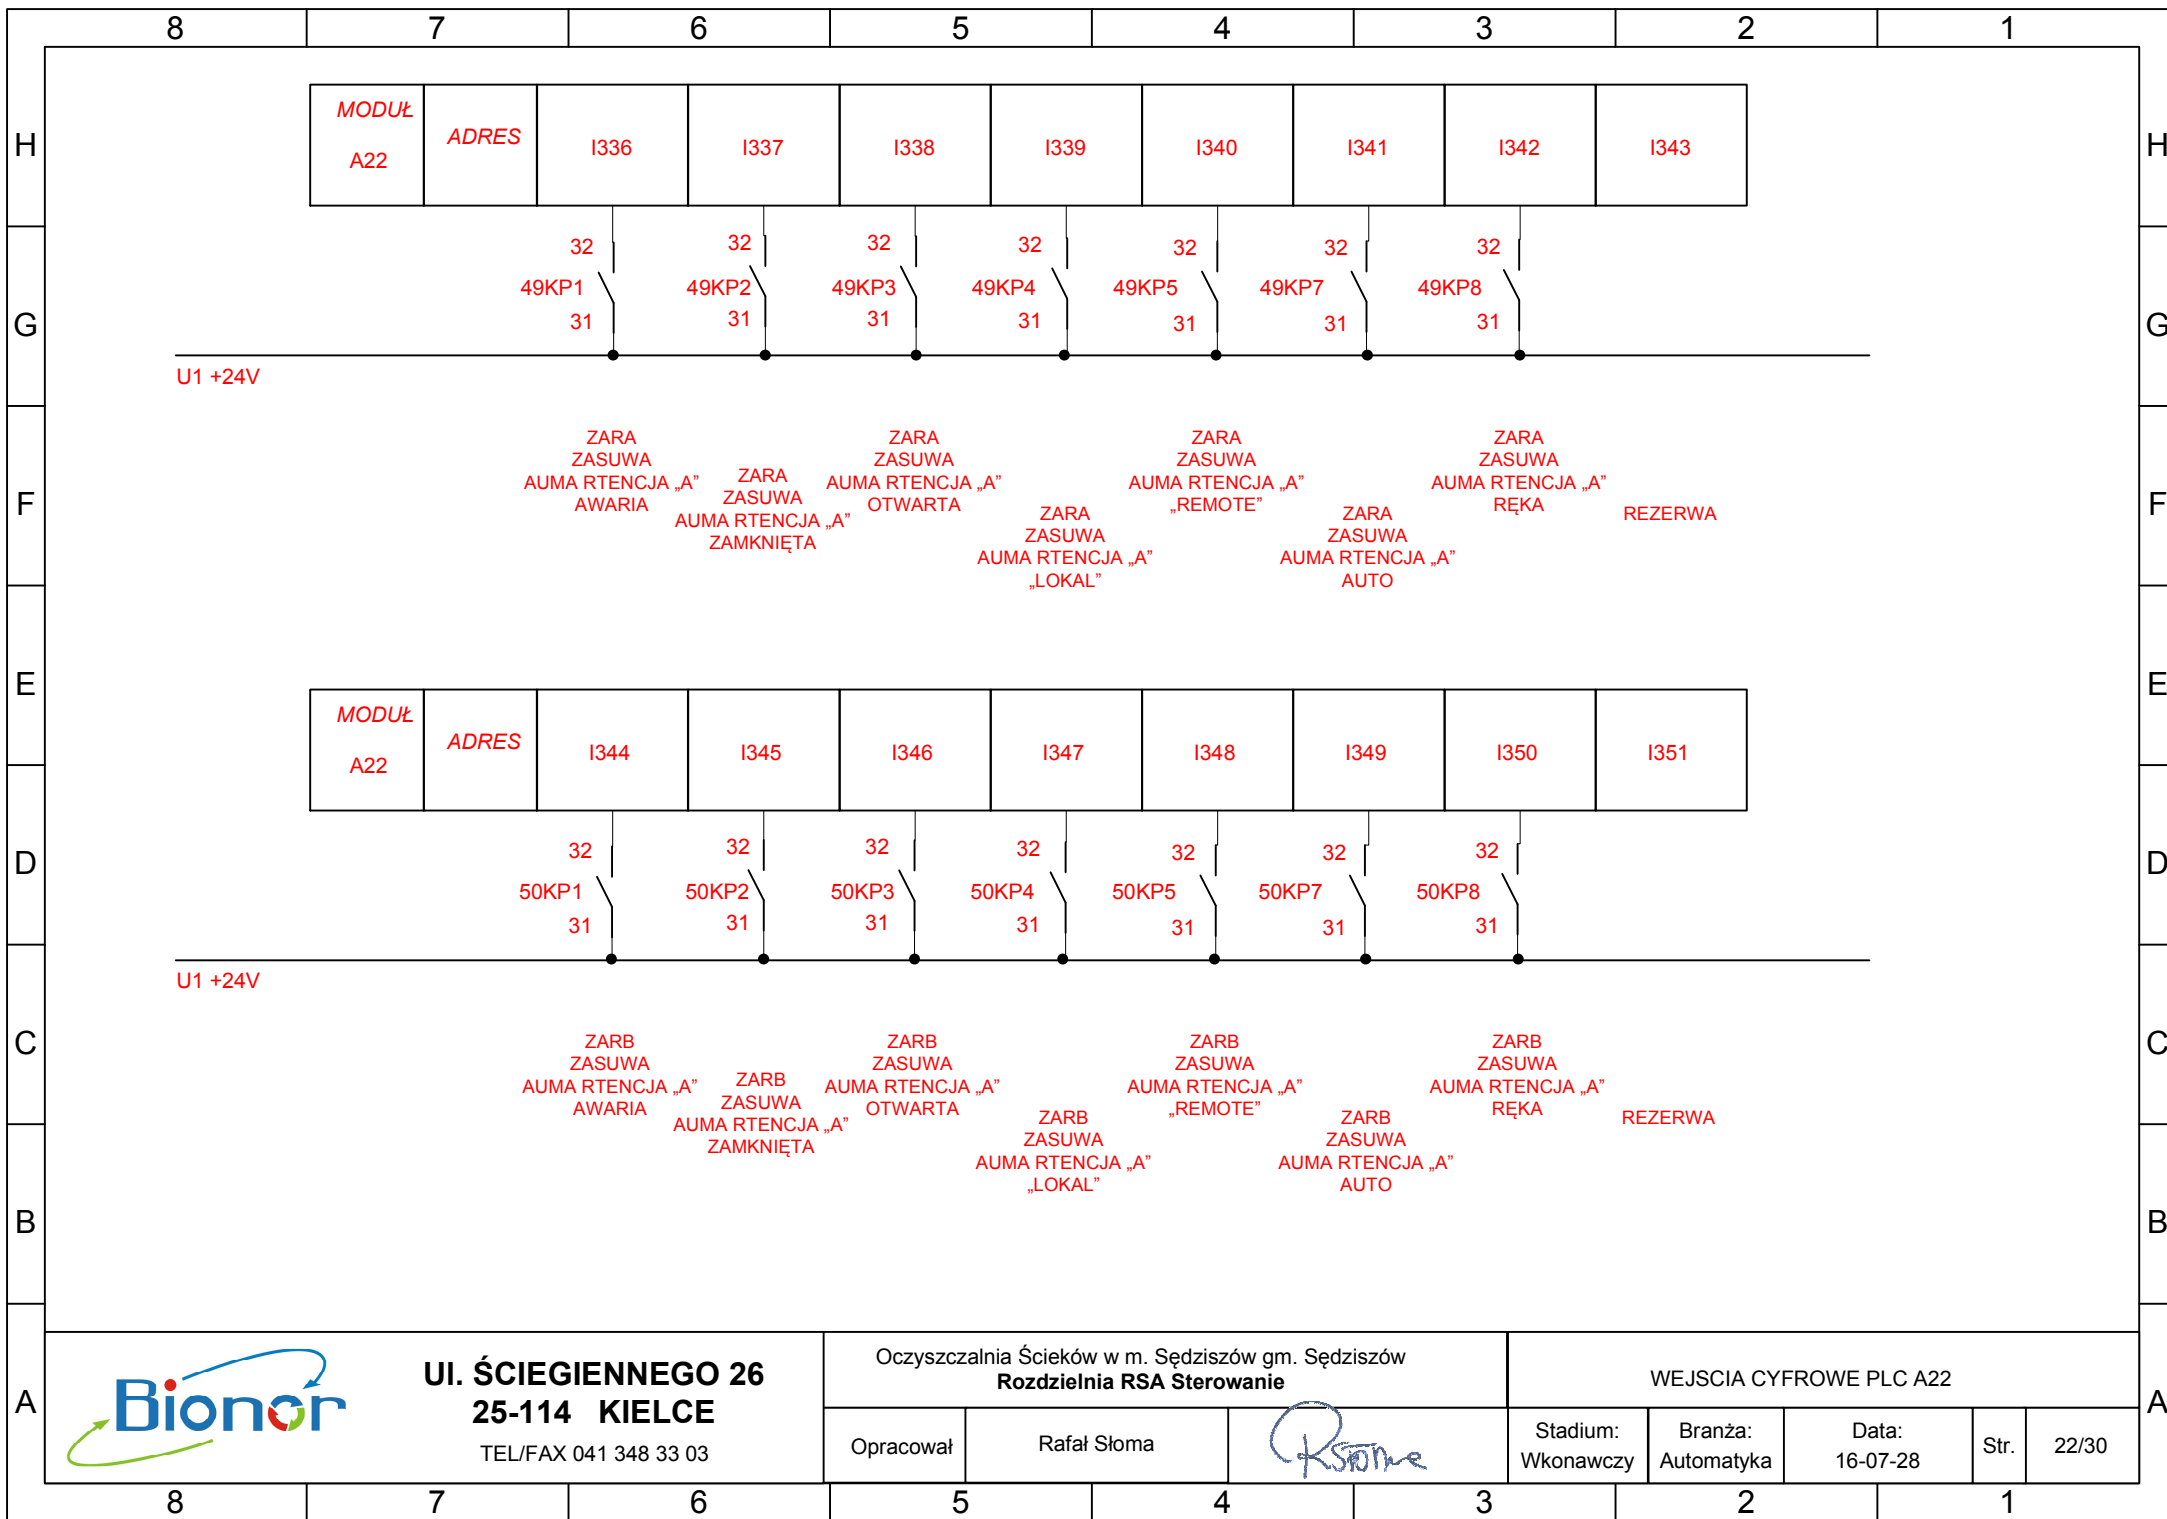 8 7 6 5 4 3 2 1
H H
MODUŁ
A22
ADRES
I336 I337 I338 I339 I340 I341 I342 I343
32 32 32 32 32 32 32
49KP1 49KP2 49KP3 49KP4 49KP5 49KP7 49KP8
31 31 31 31 31 31 31
G G
U1 +24V
F F
ZARA
ZASUWA
AUMA RTENCJA „A”
AWARIA
ZARA
ZASUWA
AUMA RTENCJA „A”
ZAMKNIĘTA
ZARA
ZASUWA
AUMA RTENCJA „A”
OTWARTA
ZARA
ZASUWA
AUMA RTENCJA „A”
„LOKAL”
ZARA
ZASUWA
AUMA RTENCJA „A”
„REMOTE”
ZARA
ZASUWA
AUMA RTENCJA „A”
AUTO
ZARA
ZASUWA
AUMA RTENCJA „A”
RĘKA
REZERWA
E E
MODUŁ
A22
ADRES
I344 I345 I346 I347 I348 I349 I350 I351
D D
32 32 32 32 32 32 32
50KP1 50KP2 50KP3 50KP4 50KP5 50KP7 50KP8
31 31 31 31 31 31 31
U1 +24V
C C
ZARB
ZASUWA
AUMA RTENCJA „A”
AWARIA
ZARB
ZASUWA
AUMA RTENCJA „A”
ZAMKNIĘTA
ZARB
ZASUWA
AUMA RTENCJA „A”
OTWARTA
ZARB
ZASUWA
AUMA RTENCJA „A”
„LOKAL”
ZARB
ZASUWA
AUMA RTENCJA „A”
„REMOTE”
ZARB
ZASUWA
AUMA RTENCJA „A”
AUTO
ZARB
ZASUWA
AUMA RTENCJA „A”
RĘKA
REZERWA
B B
A A
Bionor
Ul. ŚCIEGIENNEGO 26
25-114 KIELCE
TEL/FAX 041 348 33 03
Oczyszczalnia Ścieków w m. Sędziszów gm. Sędziszów
Rozdzielnia RSA Sterowanie
Opracował
Rafał Słoma
RSłoma
WEJSCIA CYFROWE PLC A22
Stadium:
Wkonawczy
Branża:
Automatyka
Data:
16-07-28
Str.
22/30
8 7 6 5 4 3 2 1